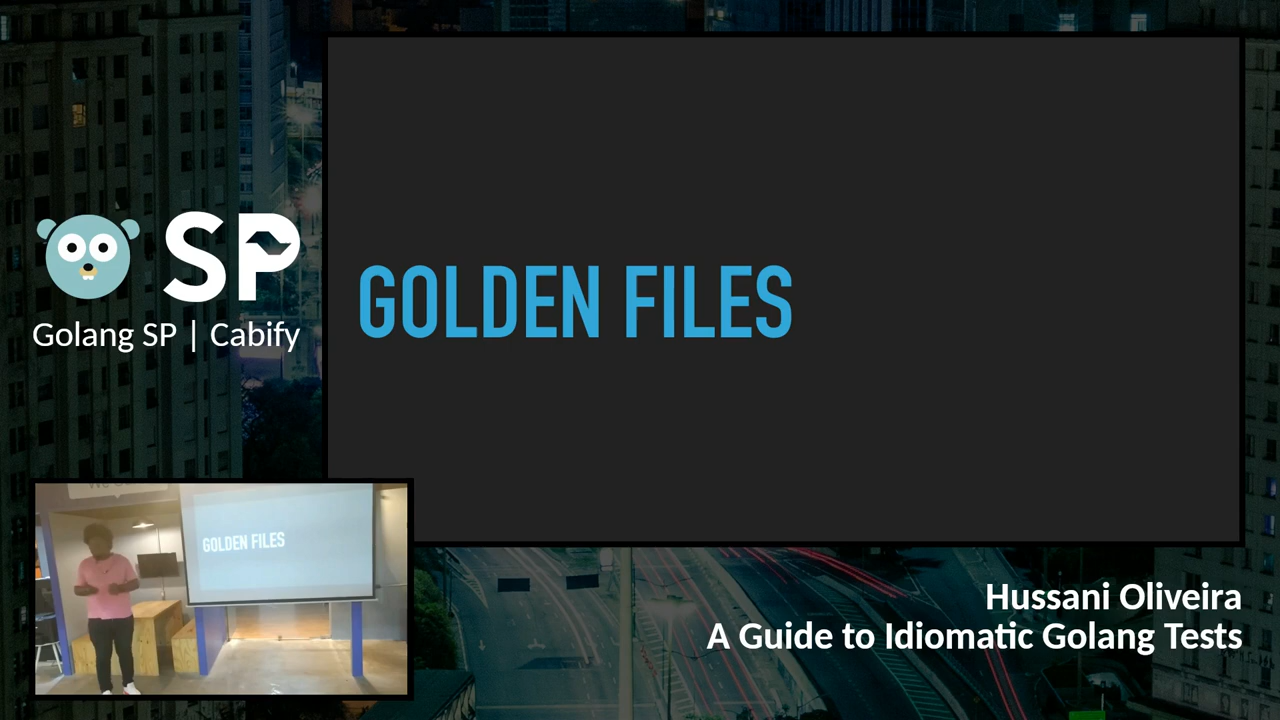 SP
Golang SP | Cabify
GOLDEN FILES
GOLDEN FILES
Hussani Oliveira
A Guide to Idiomatic Golang Tests